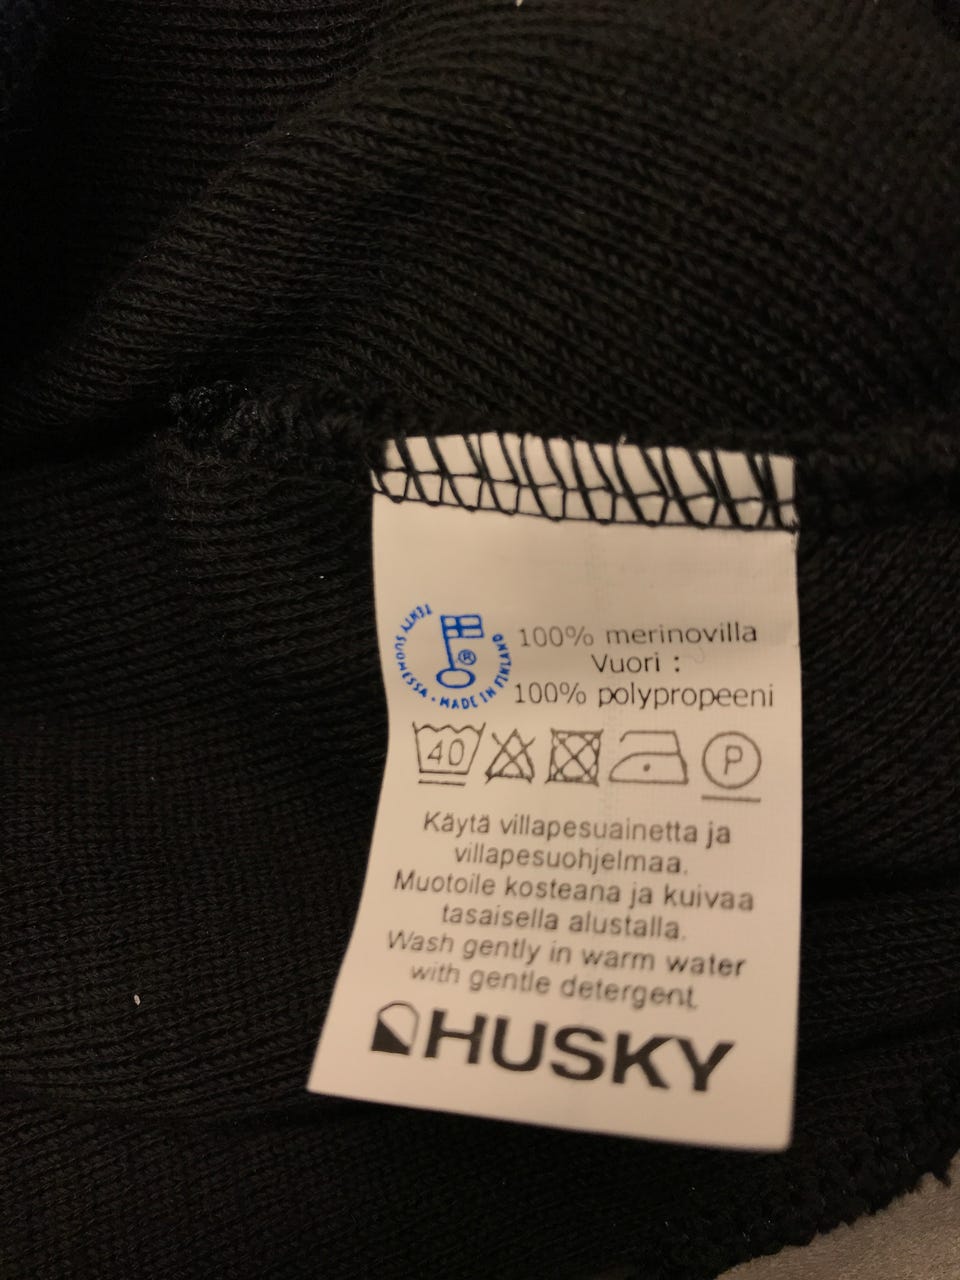 TEHTY SUOMESSA • MADE IN FINLAND
®
100% merinovilla
Vuori :
100% polypropeeni
40
P
Käytä villapesuainetta ja
villapesuohjelmaa.
Muotoile kosteana ja kuivaa
tasaisella alustalla.
Wash gently in warm water
with gentle detergent.
HUSKY